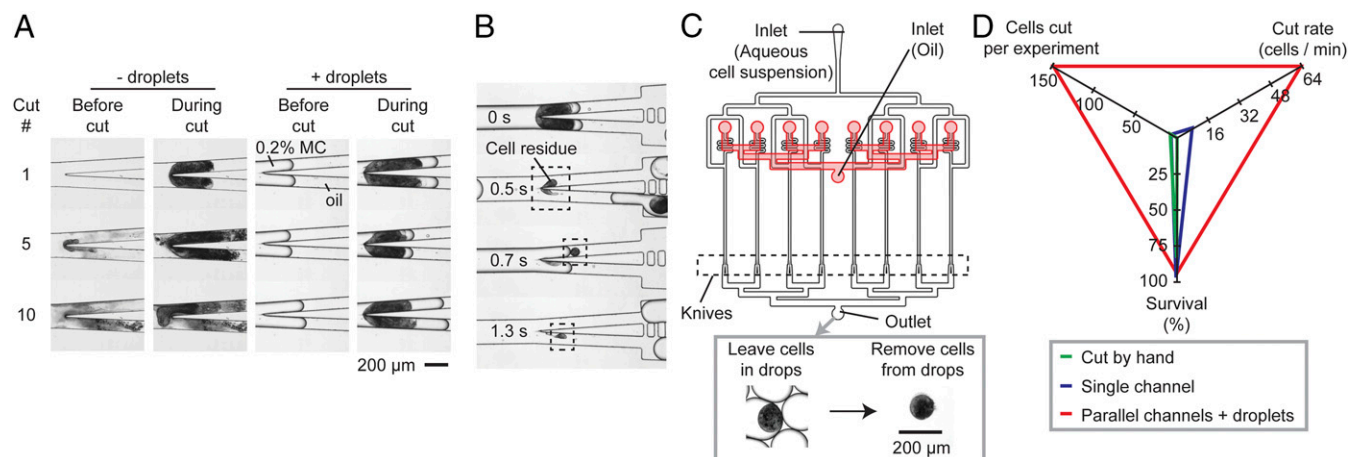 A
- droplets
+ droplets
Cut
#
Before
cut
During
cut
Before
cut
During
cut
1
0.2% MC
oil
5
10
200 µm
B
0 s
Cell residue
0.5 s
0.7 s
1.3 s
C
Inlet
(Aqueous
cell suspension)
Inlet
(Oil)
Knives
Outlet
Leave cells
in drops
Remove cells
from drops
200 µm
D
Cells cut
per experiment
Cut rate
(cells / min)
150
100
50
16
32
48
64
25
50
75
100
Survival
(%)
Cut by hand
Single channel
Parallel channels + droplets